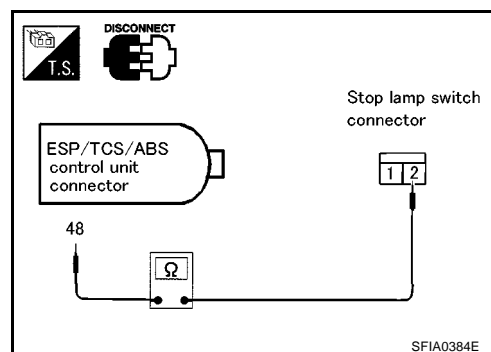 DISCONNECT
T.S.
Stop lamp switch
connector
ESP/TCS/ABS
control unit
connector
1 2
48
Ω
SFIA0384E